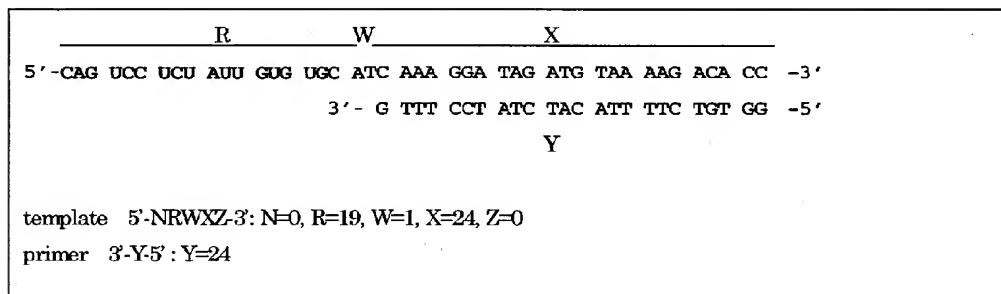 R W X
5′-CAG UCC UCU AUU GUG UGC ATC AAA GGA TAG ATG TAA AAG ACA CC -3′
3′- G TTT CCT ATC TAC ATT TTC TGT GG -5′
Y
template 5′-NRWXZ-3′: N=0, R=19, W=1, X=24, Z=0
primer 3′-Y-5′ : Y=24